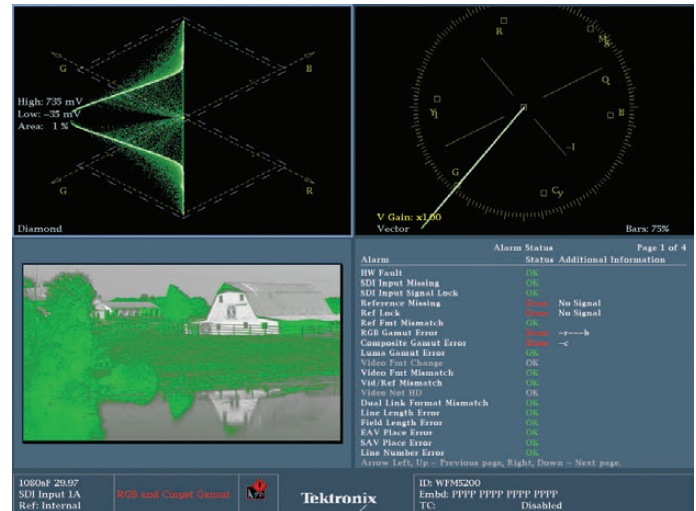 G
B
High: 735 mV
Low: -35 mV
Area: 1 %
G
R
Diamond
R
Mg
Q
B
Yl
-I
G
Cy
V Gain: x1.00
Vector
Bars: 75%
Alarm Status Page 1 of 4
Alarm Status Additional Information
HW Fault OK
SDI Input Missing OK
SDI Input Signal Lock OK
Reference Missing Error No Signal
Ref Lock Error No Signal
Ref Fmt Mismatch OK
RGB Gamut Error Error -r---b
Composite Gamut Error Error -c
Luma Gamut Error OK
Video Fmt Change OK
Video Fmt Mismatch OK
Vid/Ref Mismatch OK
Video Not HD OK
Dual Link Format Mismatch OK
Line Length Error OK
Field Length Error OK
EAV Place Error OK
SAV Place Error OK
Line Number Error OK
Arrow Left, Up - Previous page, Right, Down - Next page.
1080sF 29.97
SDI Input 1A
Ref: Internal
RGB and Cmpst Gamut
Tektronix
ID: WFM5200
Embd: PPPP PPPP PPPP PPPP
TC: Disabled